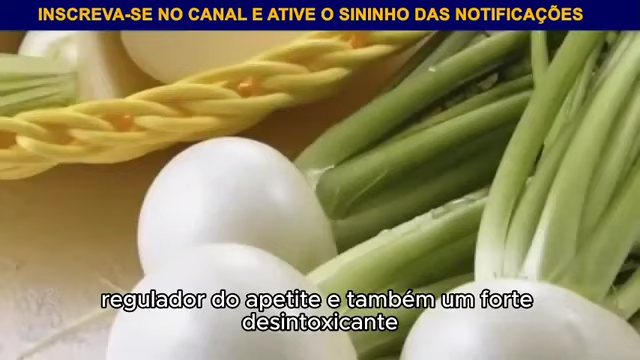 INSCREVA-SE NO CANAL E ATIVE O SININHO DAS NOTIFICAÇÕES
regulador do apetite e também um forte
desintoxicante